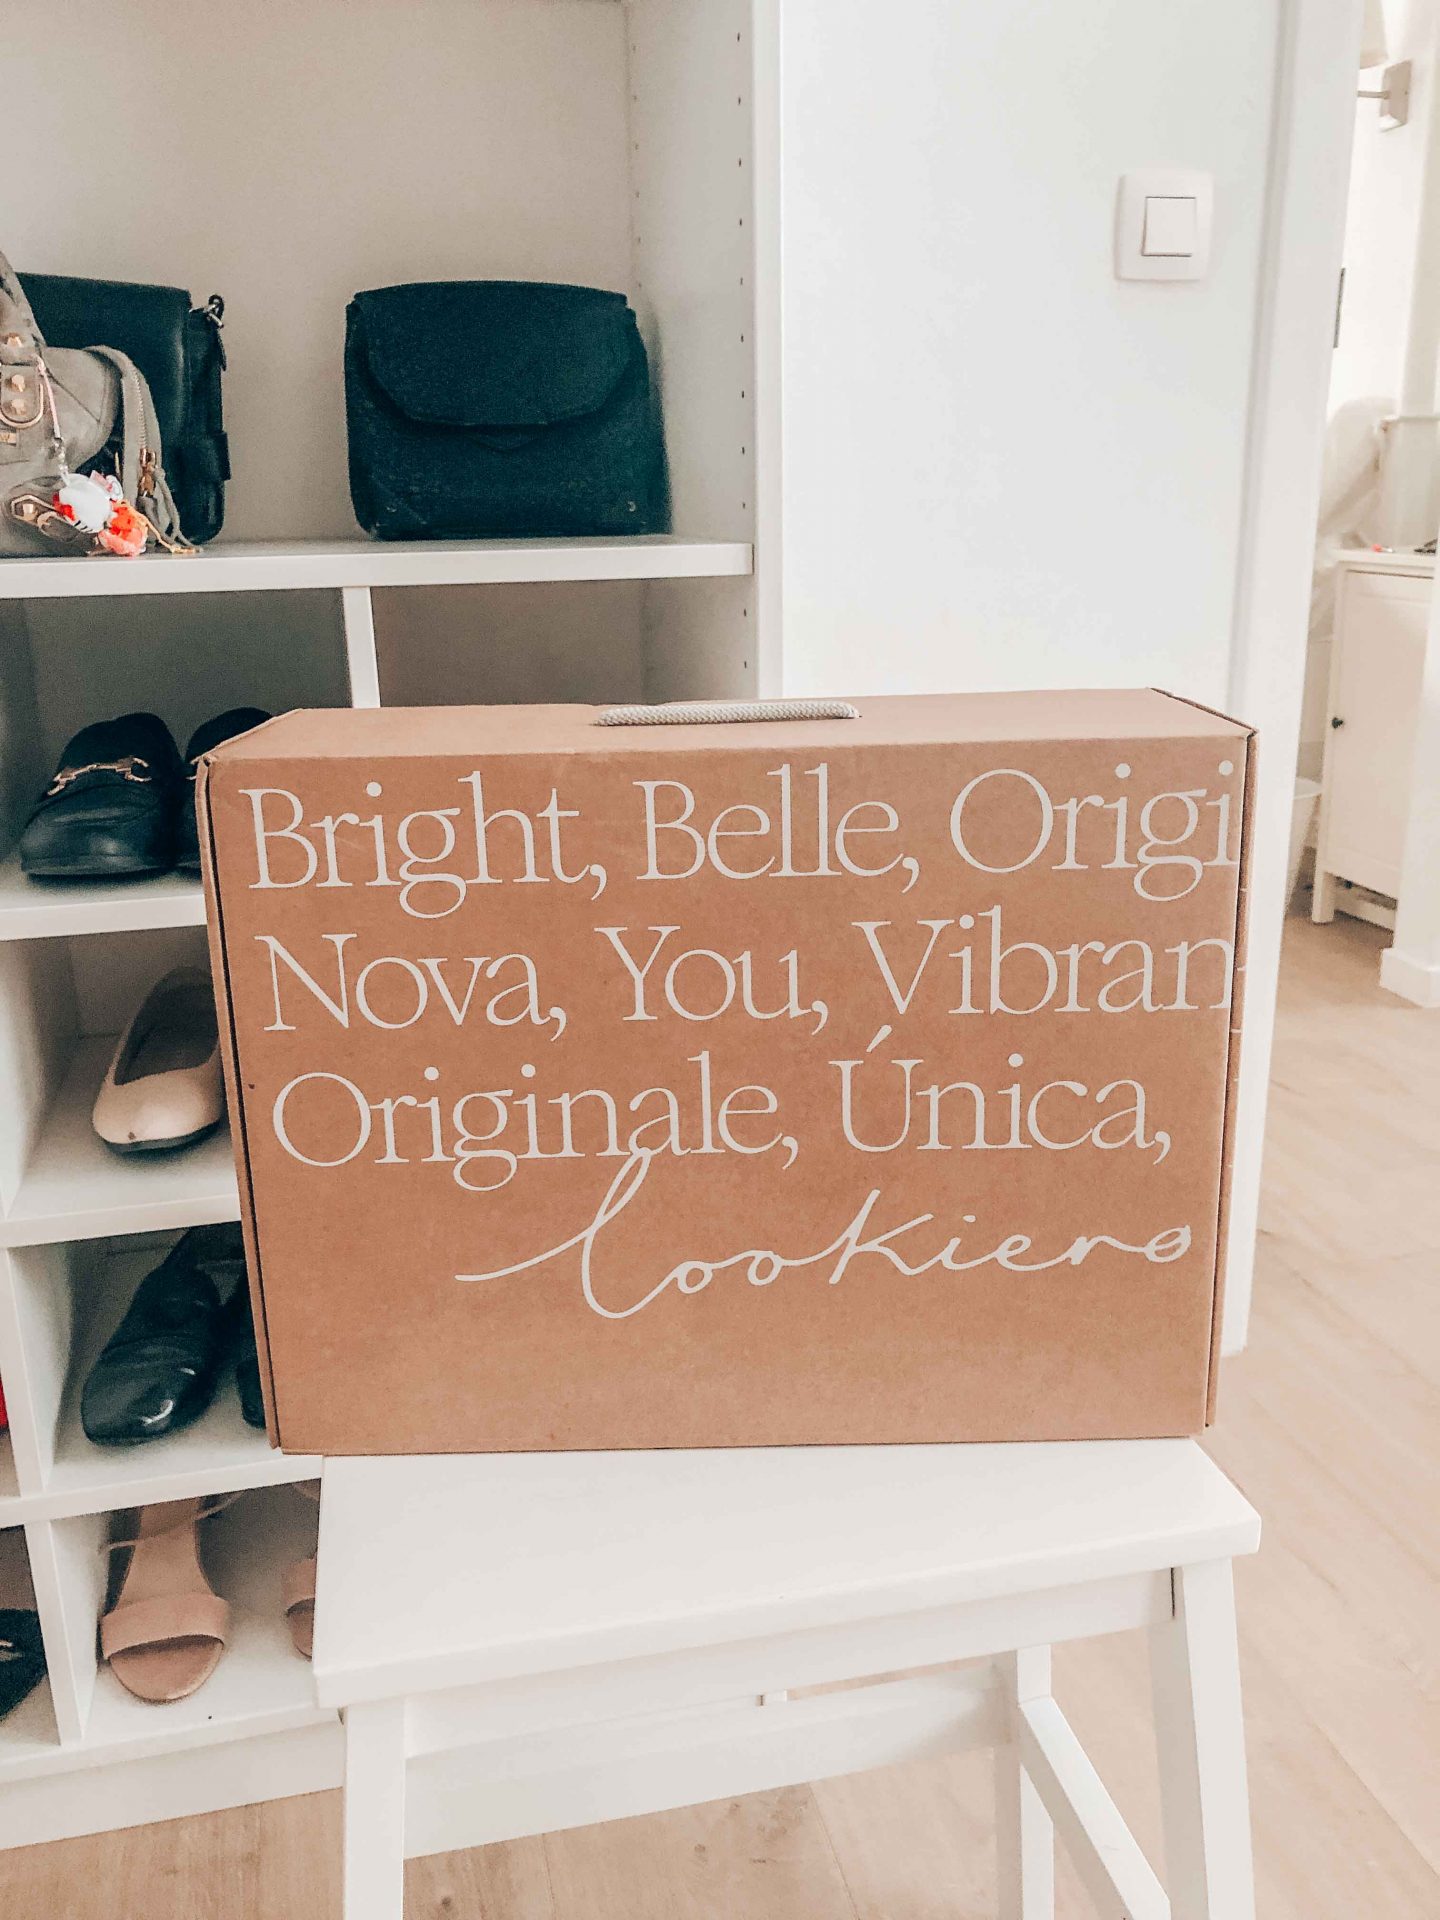 Bright, Belle, Origi
Nova, You, Vibran
Originale, Única,
lookiero